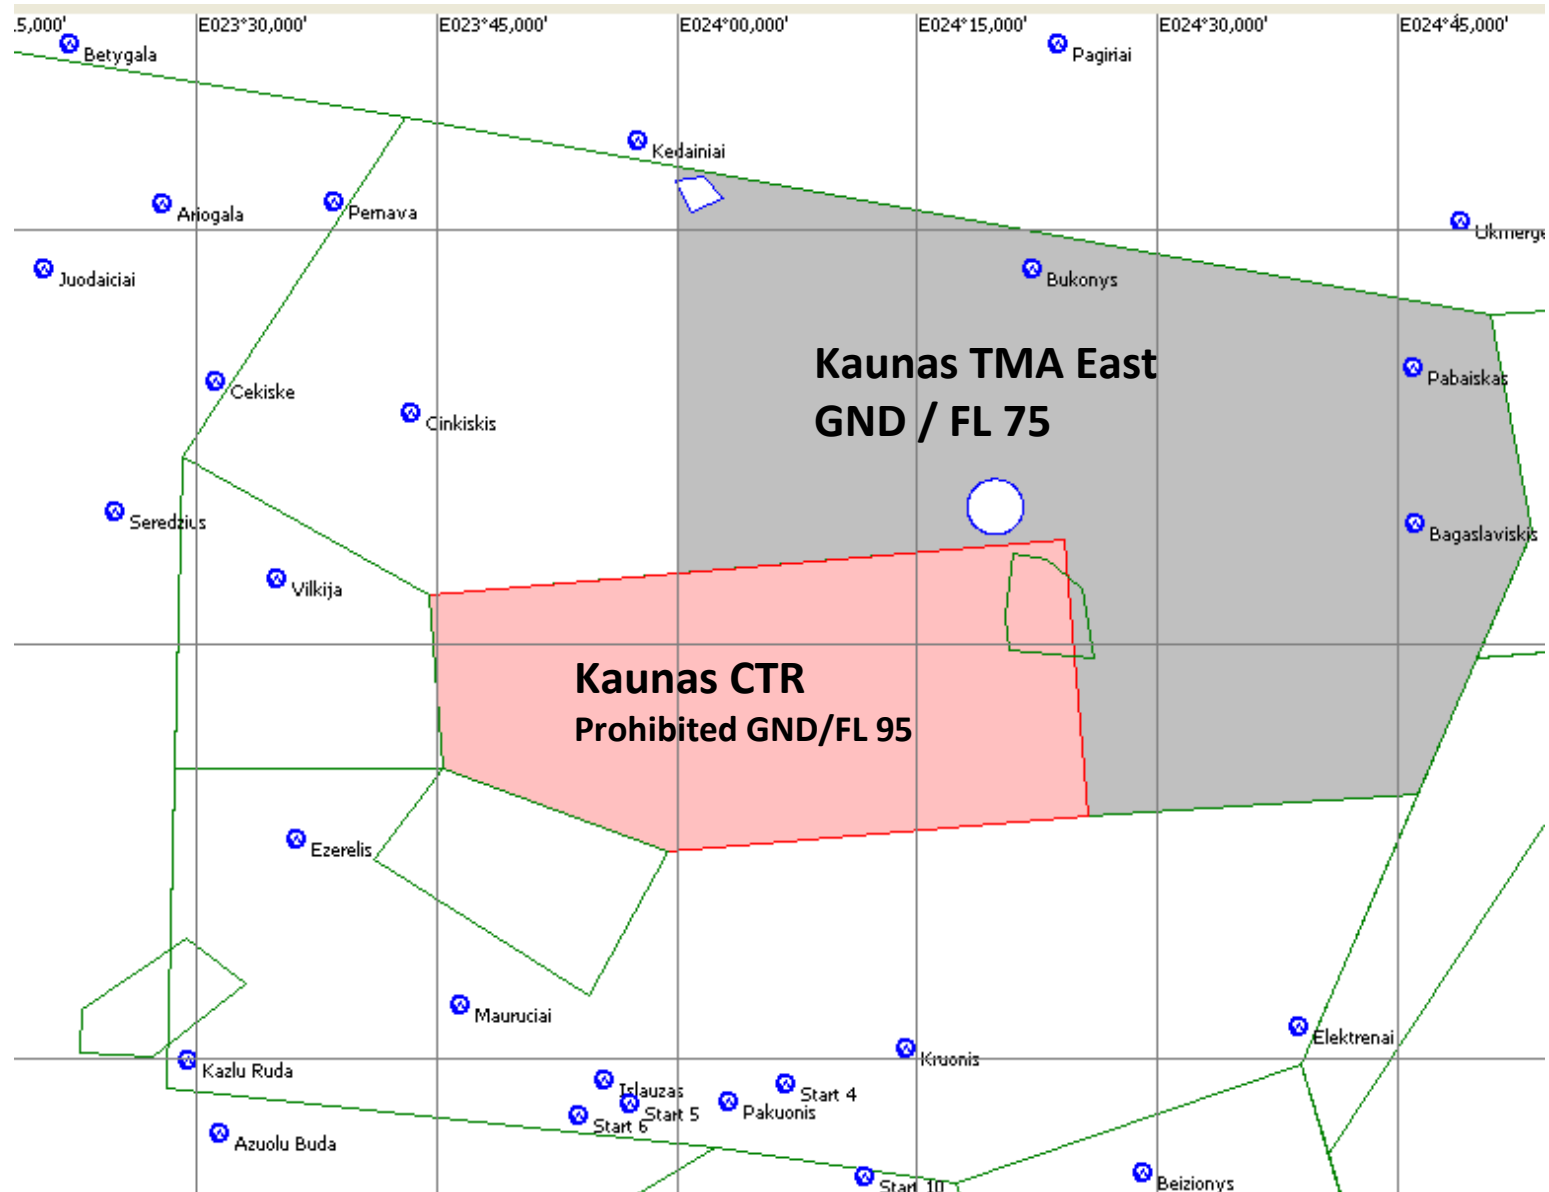 .5,000'
E023°30,000'
E023°45,000'
E024°00,000'
E024°15,000'
E024°30,000'
E024°45,000'
Betygala
Pagiriai
Kedainiai
Ariogala
Pernava
Ukmerge
Juodaiciai
Bukonys
Kaunas TMA East
GND / FL 75
Cekiske
Pabaiskas
Cinkiskis
Seredzius
Bagaslaviskis
Vilkija
Kaunas CTR
Prohibited GND/FL 95
Ezerelis
Mauruciai
Elektrenai
Kruonis
Kazlu Ruda
Islauzas
Start 4
Start 5
Pakuonis
Start 6
Azuolu Buda
Start 10
Beizionys